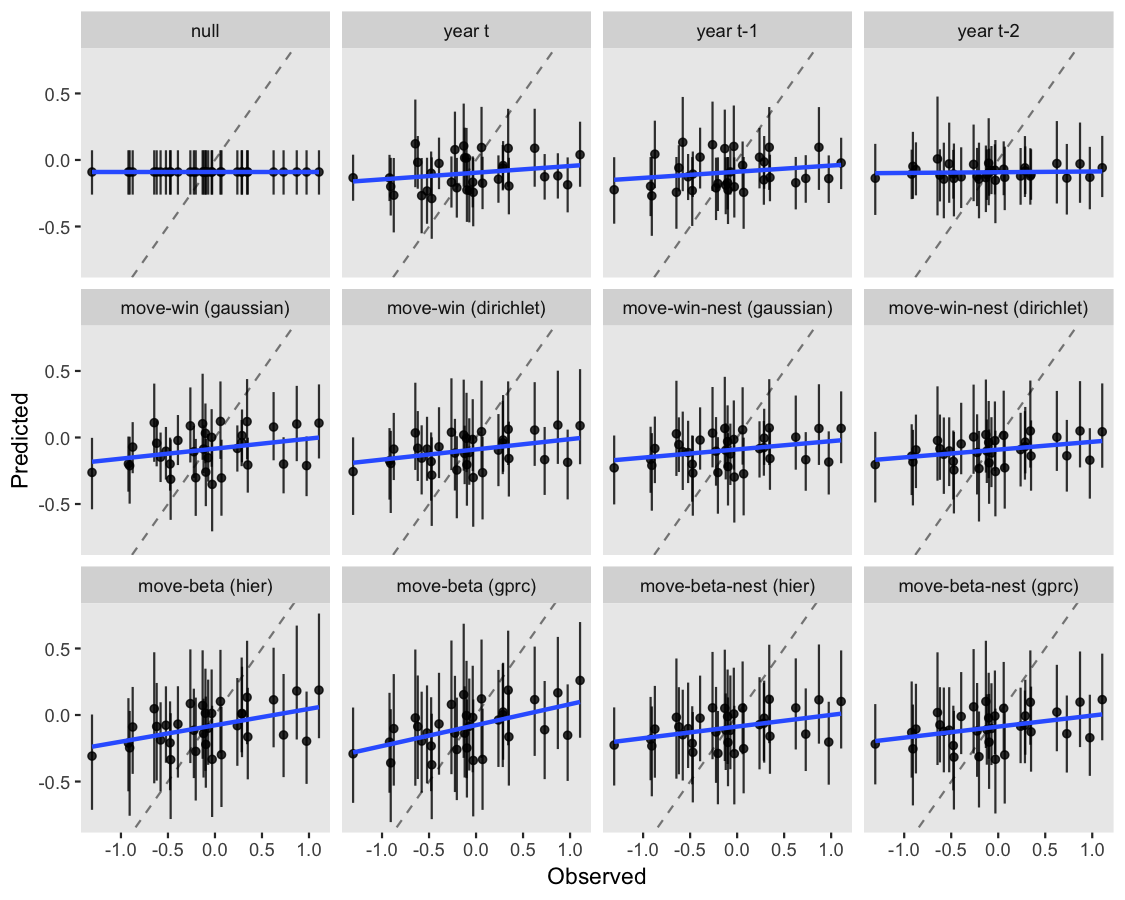 null
year t
year t-1
year t-2
0.5
0.0
-0.5
move-win (gaussian)
move-win (dirichlet)
move-win-nest (gaussian)
move-win-nest (dirichlet)
0.5
0.0
-0.5
Predicted
move-beta (hier)
move-beta (gprc)
move-beta-nest (hier)
move-beta-nest (gprc)
0.5
0.0
-0.5
-1.0 -0.5 0.0 0.5 1.0
-1.0 -0.5 0.0 0.5 1.0
-1.0 -0.5 0.0 0.5 1.0
-1.0 -0.5 0.0 0.5 1.0
Observed